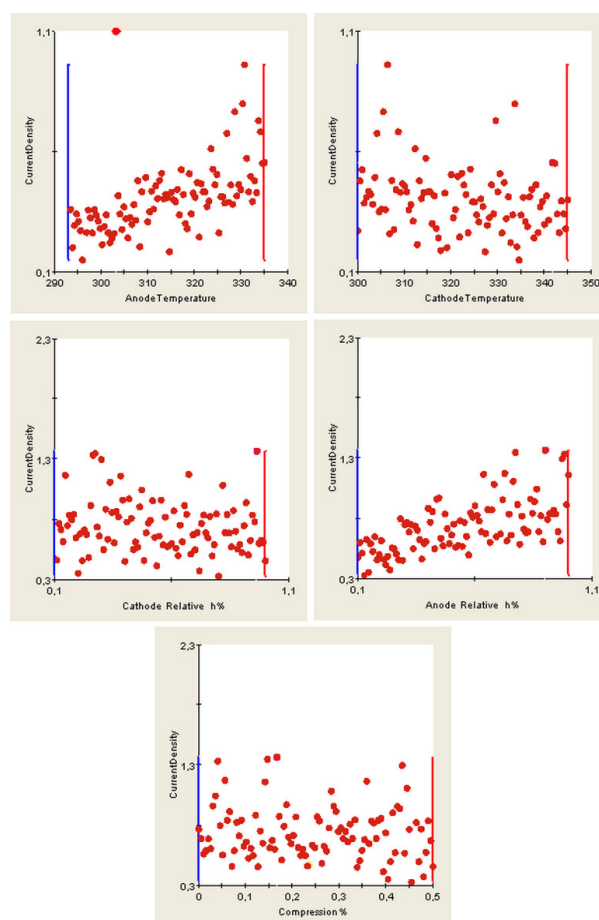 1,1
CurrentDensity
0,1
290 300 310 320 330 340
AnodeTemperature
1,1
CurrentDensity
0,1
300 310 320 330 340 350
CathodeTemperature
2,3
1,3
CurrentDensity
0,3
0,1 1,1
Cathode Relative h%
2,3
1,3
CurrentDensity
0,3
0,1 1,1
Anode Relative h%
2,3
1,3
CurrentDensity
0,3
0 0,1 0,2 0,3 0,4 0,5
Compression %